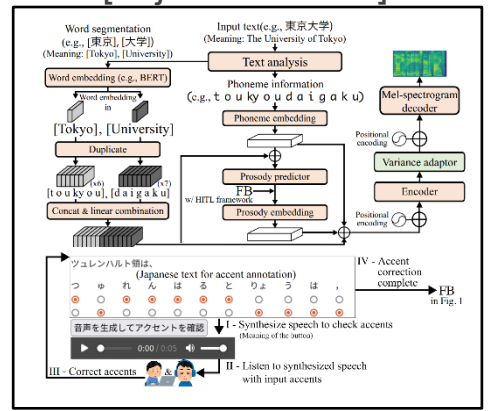 Word segmentation
(e.g., [東京], [大学])
(Meaning: [Tokyo], [University])
Input text(e.g., 東京大学)
(Meaning: The University of Tokyo)
Text analysis
Word embedding (e.g., BERT)
Word embedding
in
[Tokyo], [University]
Duplicate
(x6)
(x7)
[t o u k y o u], [d a i g a k u]
Concat & linear combination
Phoneme information
(e.g., t o u k y o u d a i g a k u)
Phoneme embedding
Prosody predictor
FB
w/ HITL framework
Prosody embedding
Mel-spectrogram
decoder
Positional
encoding
Variance adaptor
Encoder
Positional
encoding
ツュレンハルト領は、
(Japanese text for accent annotation)
つ ゅ れ ん は る と りょ う は ,
音声を生成してアクセントを確認
I - Synthesize speech to check accents
(Meaning of the button)
0:00 / 0:05
II - Listen to synthesized speech
with input accents
III - Correct accents
&
IV - Accent
correction
complete
FB
in Fig. 1